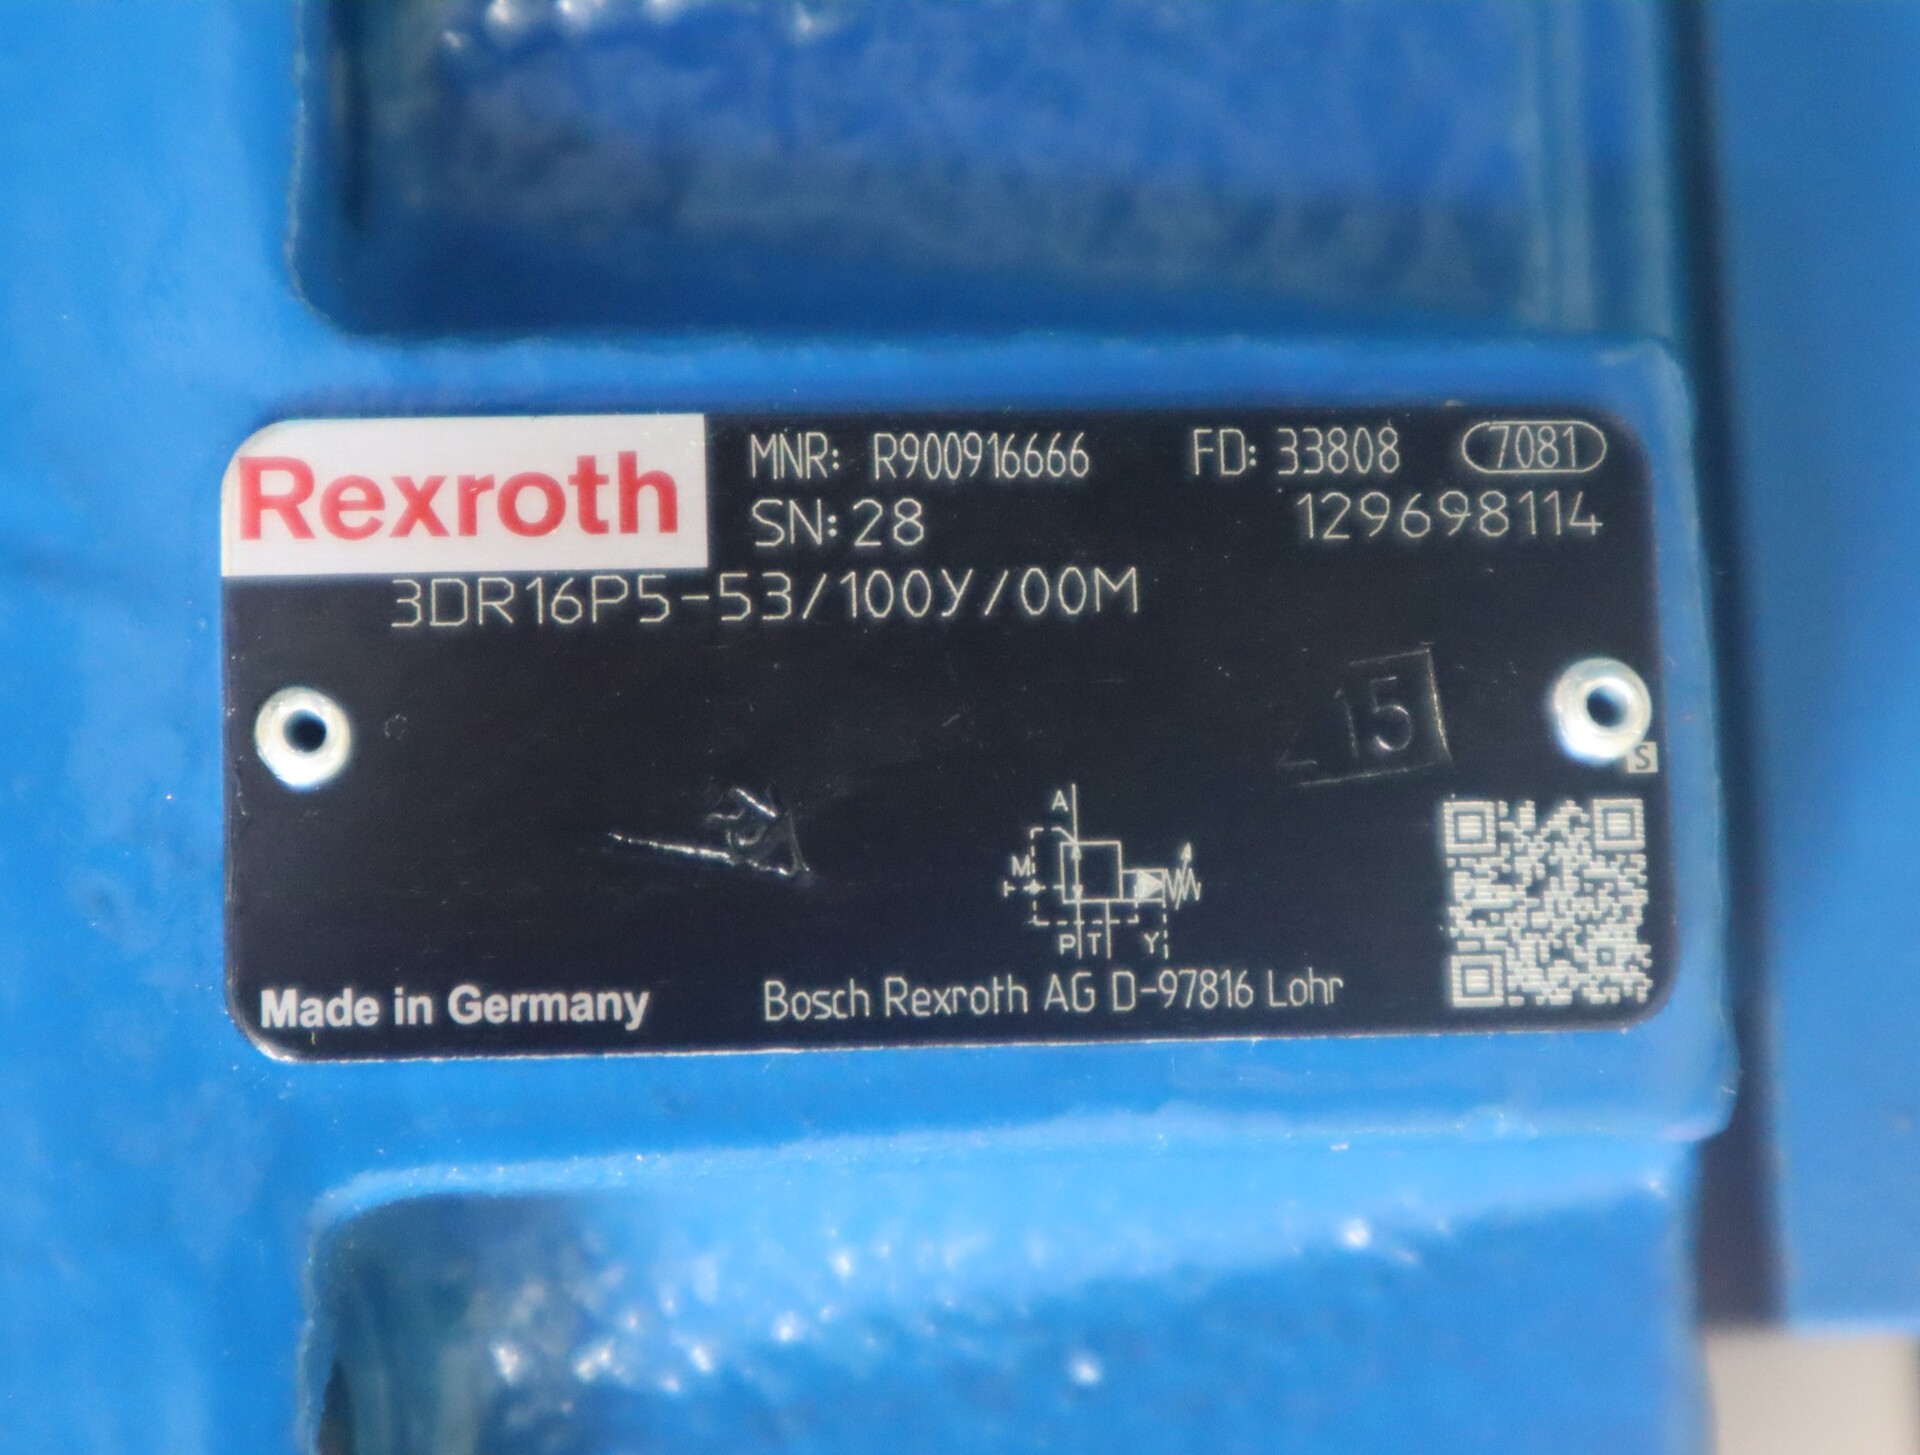 Rexroth
MNR: R900916666 FD: 33808 7081
SN: 28 129698114
3DR16P5-53/100Y/00M
15
S
A
M
P T Y
Made in Germany
Bosch Rexroth AG D-97816 Lohr